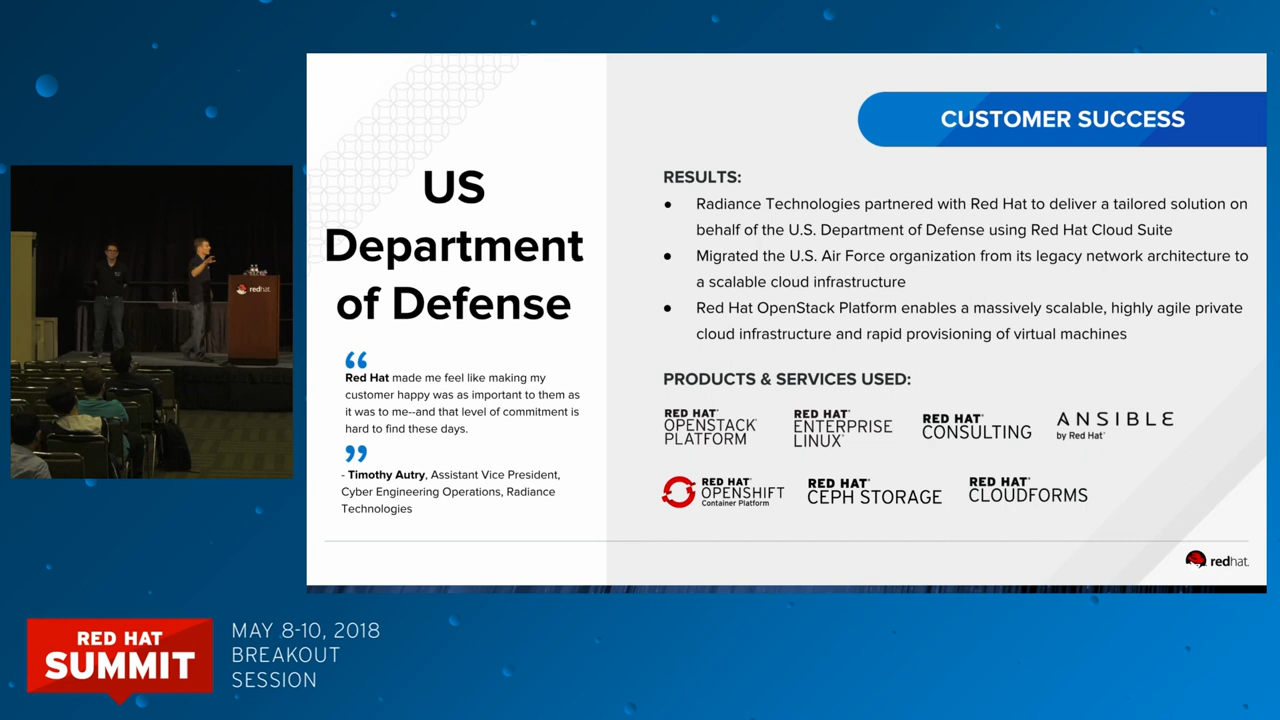 US
Department
of Defense
“
Red Hat made me feel like making my
customer happy was as important to them as
it was to me--and that level of commitment is
hard to find these days.
”
- Timothy Autry, Assistant Vice President,
Cyber Engineering Operations, Radiance
Technologies
CUSTOMER SUCCESS
RESULTS:
● Radiance Technologies partnered with Red Hat to deliver a tailored solution on
behalf of the U.S. Department of Defense using Red Hat Cloud Suite
● Migrated the U.S. Air Force organization from its legacy network architecture to
a scalable cloud infrastructure
● Red Hat OpenStack Platform enables a massively scalable, highly agile private
cloud infrastructure and rapid provisioning of virtual machines
PRODUCTS & SERVICES USED:
RED HAT®
OPENSTACK®
PLATFORM
RED HAT®
ENTERPRISE
LINUX®
RED HAT®
CONSULTING
ANSIBLE
by Red Hat®
RED HAT®
OPENSHIFT
Container Platform
RED HAT®
CEPH STORAGE
RED HAT®
CLOUDFORMS
redhat.
redhat.
RED HAT
SUMMIT
MAY 8-10, 2018
BREAKOUT
SESSION